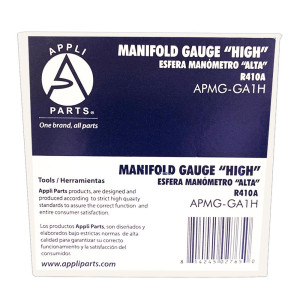 APPLI
PARTS®
One brand, all parts
MANIFOLD GAUGE "HIGH"
ESFERA MANÓMETRO "ALTA"
R410A
APMG-GA1H
MANIFOLD GAUGE "HIGH"
ESFERA MANÓMETRO "ALTA"
R410A
APMG-GA1H
Tools / Herramientas
Appli Parts products, are designed and
produced according to strict high quality
standards to assure the correct function and
entire consumer satisfaction.
Los productos Appli Parts, son diseñados y
elaborados bajo estrictas normas de alta
calidad para garantizar su correcto
funcionamiento y la entera satisfacción
del consumidor.
www.appliparts.com